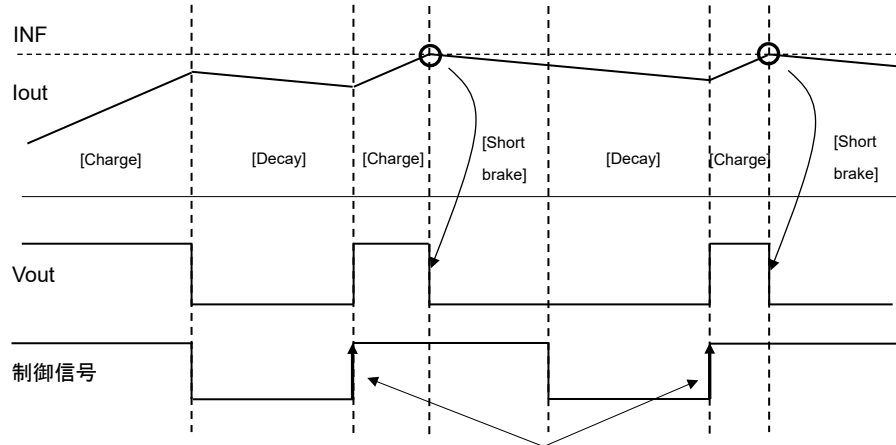 INF
Iout
[Charge]
[Decay]
[Charge]
[Short
brake]
[Decay]
[Charge]
[Short
brake]
Vout
制御信号